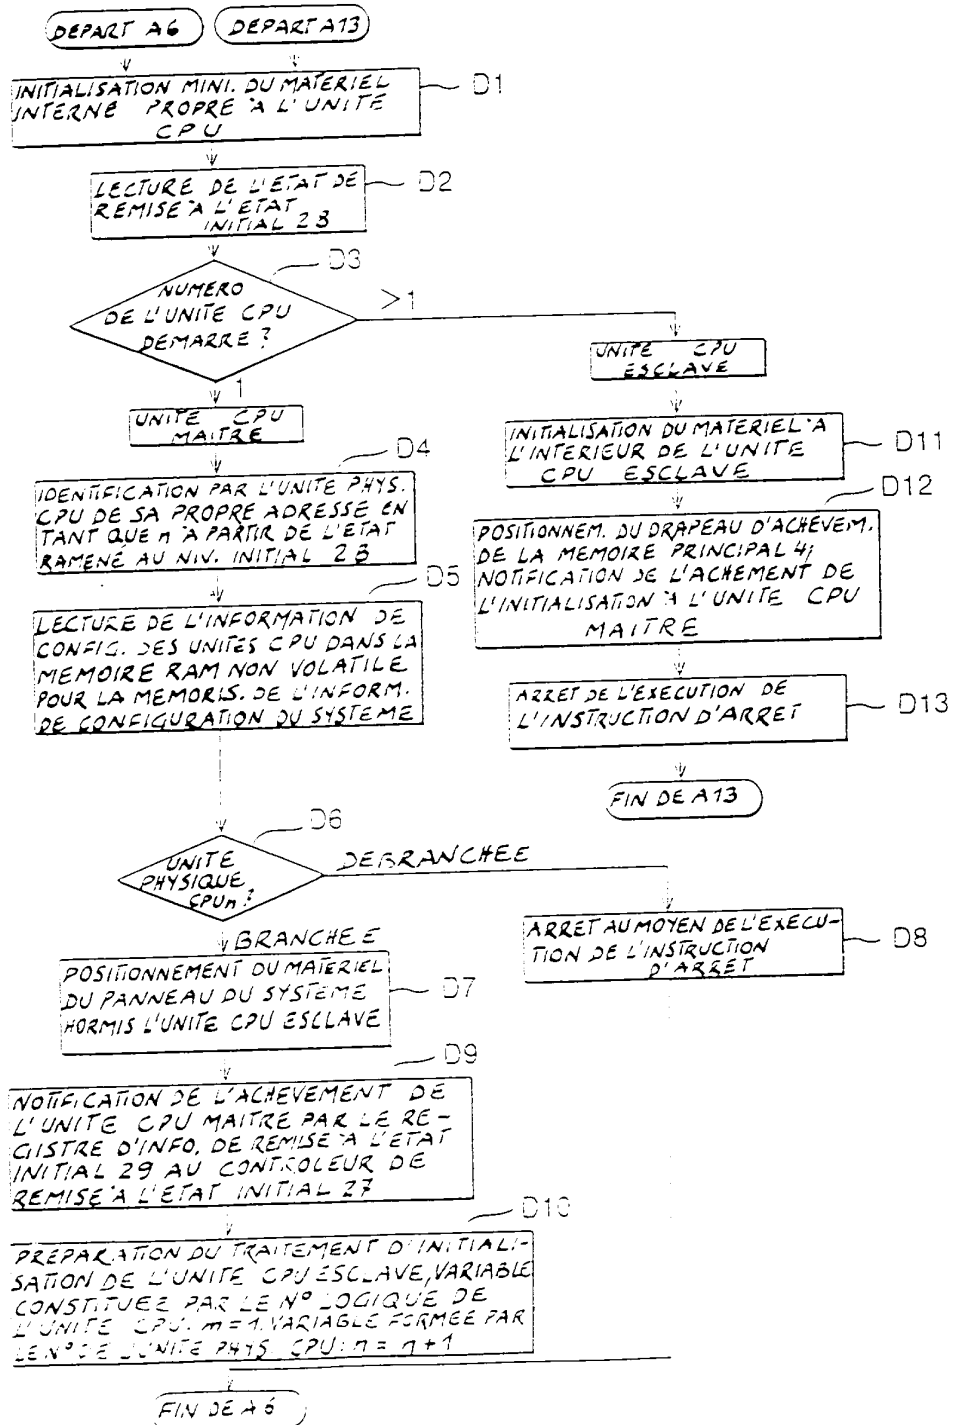 DEPART A6
DEPART A13
INITIALISATION MINI. DU MATERIEL
INTERNE PROPRE A L'UNITE
CPU
D1
LECTURE DE L'ETAT DE
REMISE A L'ETAT
INITIAL 28
D2
D3
NUMERO
DE L'UNITE CPU
DEMARRE ?
>1
1
UNITE CPU
MAITRE
UNITE CPU
ESCLAVE
D4
IDENTIFICATION PAR L'UNITE PHYS.
CPU DE SA PROPRE ADRESSE EN
TANT QUE n A PARTIR DE L'ETAT
RAMENÉ AU NIV. INITIAL 28
D5
LECTURE DE L'INFORMATION DE
CONFIG. DES UNITES CPU DANS LA
MEMOIRE RAM NON VOLATILE
POUR LA MEMORIS. DE L'INFORM.
DE CONFIGURATION DU SYSTEME
INITIALISATION DU MATERIEL A
L'INTERIEUR DE L'UNITE
CPU ESCLAVE
D11
D12
POSITIONNEM. DU DRAPEAU D'ACHEVEM.
DE LA MEMOIRE PRINCIPAL 4;
NOTIFICATION DE L'ACHEMENT DE
L'INITIALISATION A L'UNITE CPU
MAITRE
ARRET DE L'EXECUTION DE
L'INSTRUCTION D'ARRET
D13
FIN DE A13
D6
UNITE
PHYSIQUE
CPUn?
DEBRANCHEE
BRANCHEE
ARRET AU MOYEN DE L'EXECU-
TION DE L'INSTRUCTION
D'ARRET
D8
POSITIONNEMENT DU MATERIEL
DU PANNEAU DU SYSTEME
HORMIS L'UNITE CPU ESCLAVE
D7
D9
NOTIFICATION DE L'ACHEVEMENT DE
L'UNITE CPU MAITRE PAR LE RE-
GISTRE D'INFO. DE REMISE A L'ETAT
INITIAL 29 AU CONTROLEUR DE
REMISE A L'ETAT INITIAL 27
D10
PREPARATION DU TRAITEMENT D'INITIALI-
SATION DE L'UNITE CPU ESCLAVE, VARIABLE
CONSTITUEE PAR LE N° LOGIQUE DE
L'UNITE CPU: m=1. VARIABLE FORMEE PAR
LE N° DE L'UNITE PHYS. CPU: n = n+1
FIN DE A6